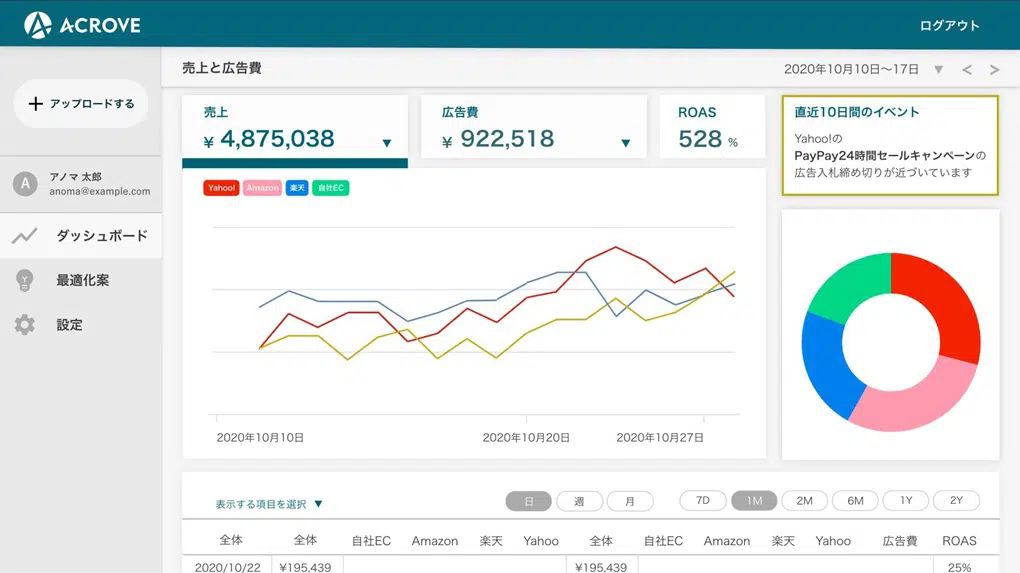 ACROVE
ログアウト
売上と広告費
2020年10月10日〜17日 ▼ < >
+ アップロードする
A アノマ 太郎
anoma@example.com
ダッシュボード
最適化案
設定
売上
¥ 4,875,038 ▼
広告費
¥ 922,518 ▼
ROAS
528 %
直近10日間のイベント
Yahoo!の
PayPay24時間セールキャンペーンの
広告入札締め切りが近づいています
Yahoo! Amazon 楽天 自社EC
2020年10月10日 2020年10月20日 2020年10月27日
表示する項目を選択 ▼ 日 週 月 7D 1M 2M 6M 1Y 2Y
全体 全体 自社EC Amazon 楽天 Yahoo 全体 自社EC Amazon 楽天 Yahoo 広告費 ROAS
2020/10/22 ¥195,439 ¥195,439 25%